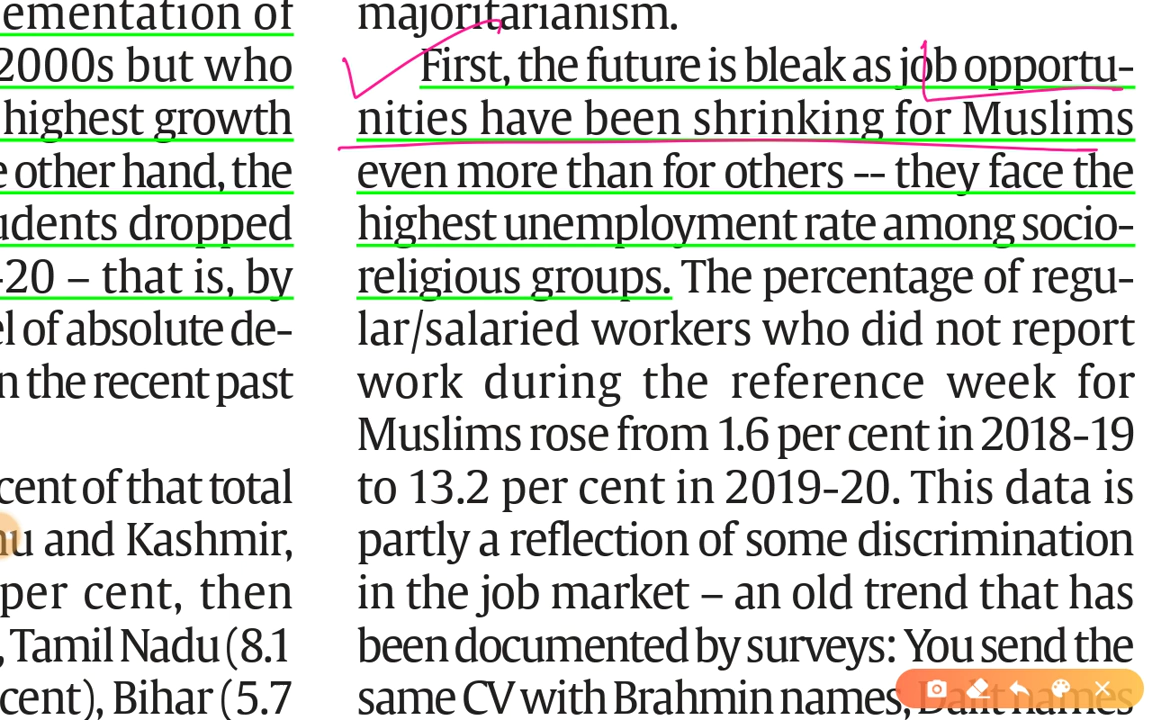 ementation of
2000s but who
highest growth
e other hand, the
udents dropped
-20 – that is, by
el of absolute de-
n the recent past
cent of that total
nu and Kashmir,
per cent, then
, Tamil Nadu (8.1
cent), Bihar (5.7
majoritarianism.
First, the future is bleak as job opportu-
nities have been shrinking for Muslims
even more than for others -- they face the
highest unemployment rate among socio-
religious groups. The percentage of regu-
lar/salaried workers who did not report
work during the reference week for
Muslims rose from 1.6 per cent in 2018-19
to 13.2 per cent in 2019-20. This data is
partly a reflection of some discrimination
in the job market – an old trend that has
been documented by surveys: You send the
same CV with Brahmin names, Dalit names